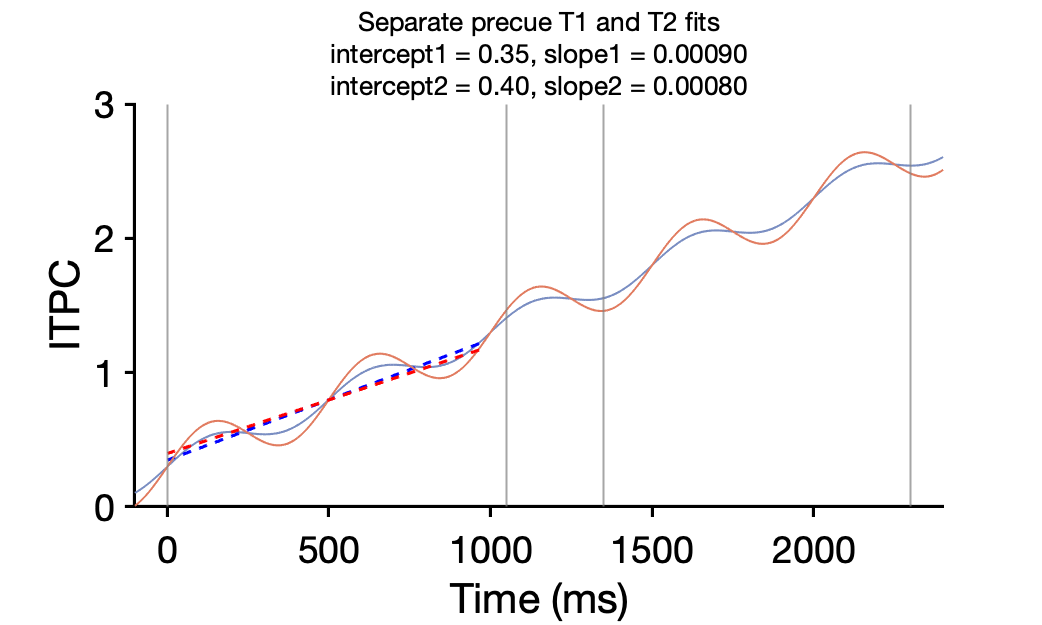 Separate precue T1 and T2 fits
intercept1 = 0.35, slope1 = 0.00090
intercept2 = 0.40, slope2 = 0.00080
3
2
1
0
ITPC
0 500 1000 1500 2000
Time (ms)